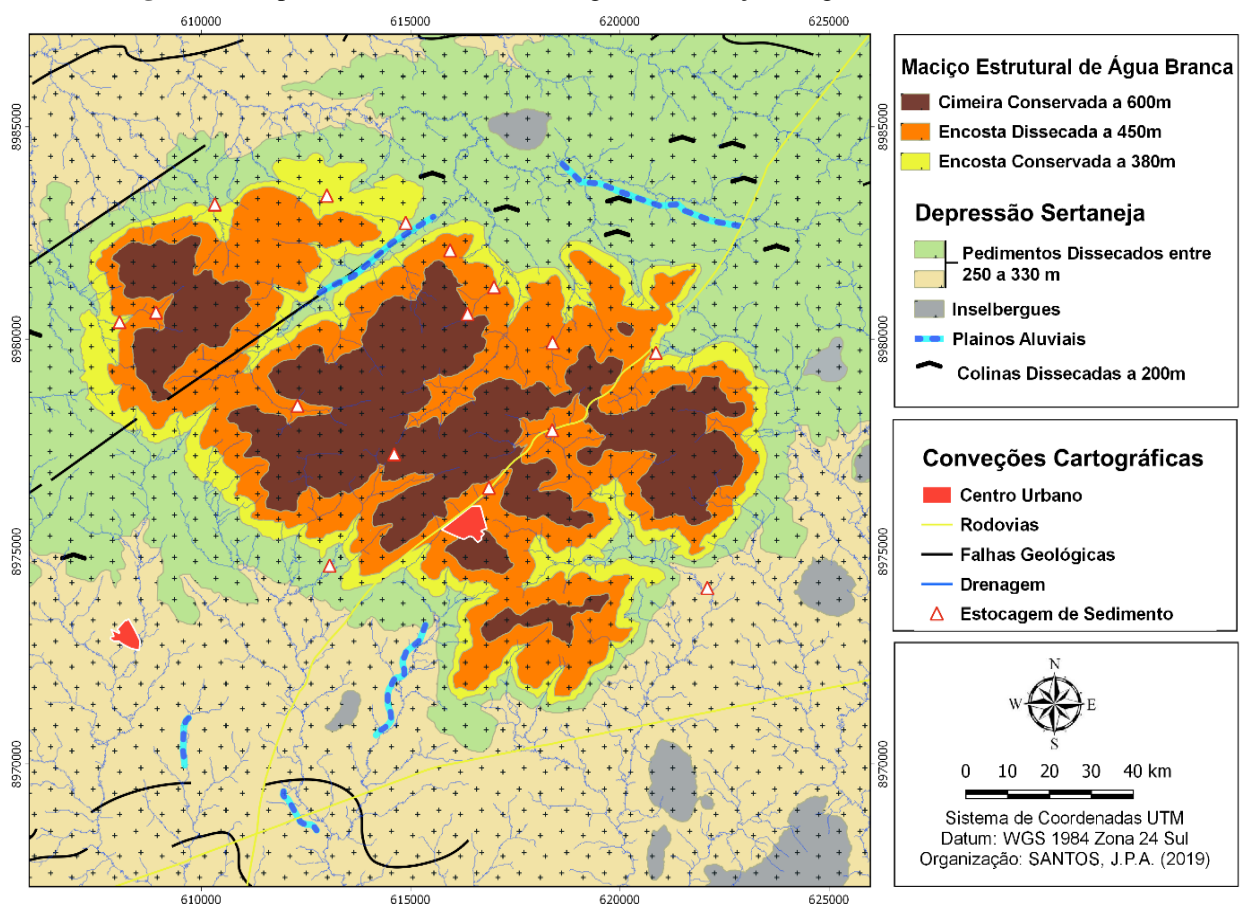 610000
615000
620000
625000
8985000
8980000
8975000
8970000
8985000
8980000
8975000
8970000
610000
615000
620000
625000
Maciço Estrutural de Água Branca
Cimeira Conservada a 600m
Encosta Dissecada a 450m
Encosta Conservada a 380m
Depressão Sertaneja
Pedimentos Dissecados entre
250 a 330 m
Inselbergues
Plainos Aluviais
Colinas Dissecadas a 200m
Conveções Cartográficas
Centro Urbano
Rodovias
Falhas Geológicas
Drenagem
Estocagem de Sedimento
N
W
E
S
0 10 20 30 40 km
Sistema de Coordenadas UTM
Datum: WGS 1984 Zona 24 Sul
Organização: SANTOS, J.P.A. (2019)